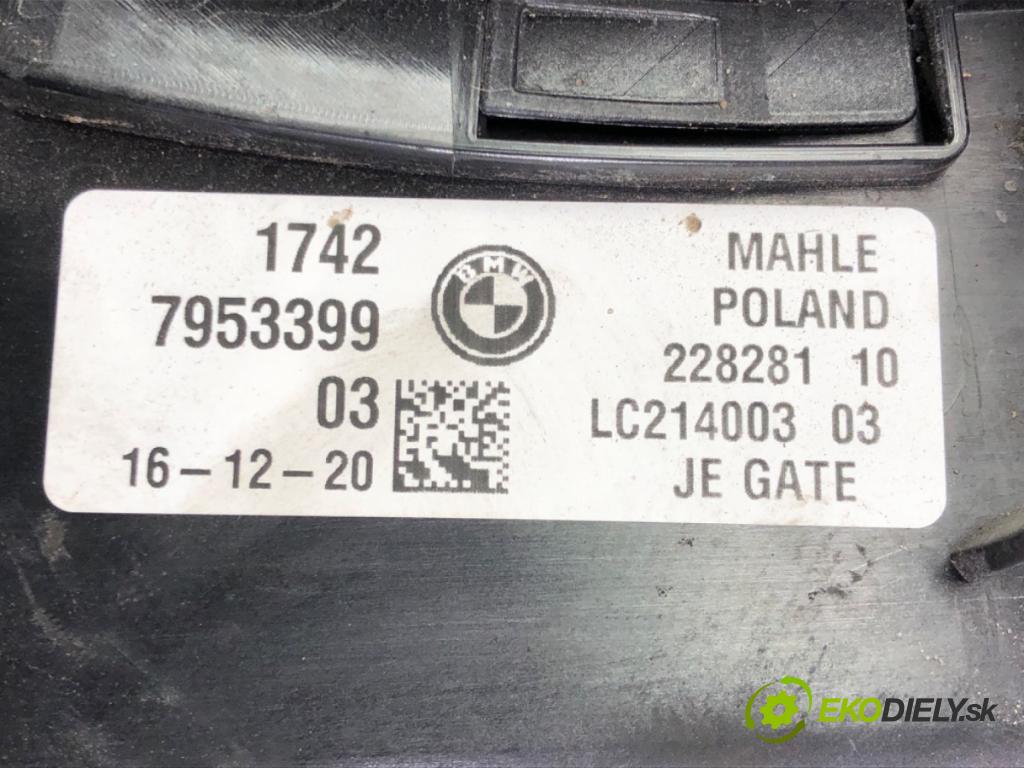 1742
7953399
03
16-12-20
BMW
MAHLE
POLAND
228281 10
LC214003 03
JE GATE
EKODIELY.sk